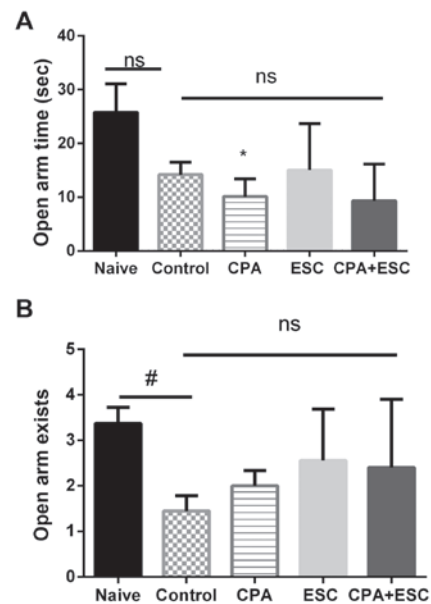 A
Open arm time (sec)
40
30
20
10
0
ns
ns
*
Naive Control CPA ESC CPA+ESC
B
Open arm exists
5
4
3
2
1
0
#
ns
Naive Control CPA ESC CPA+ESC